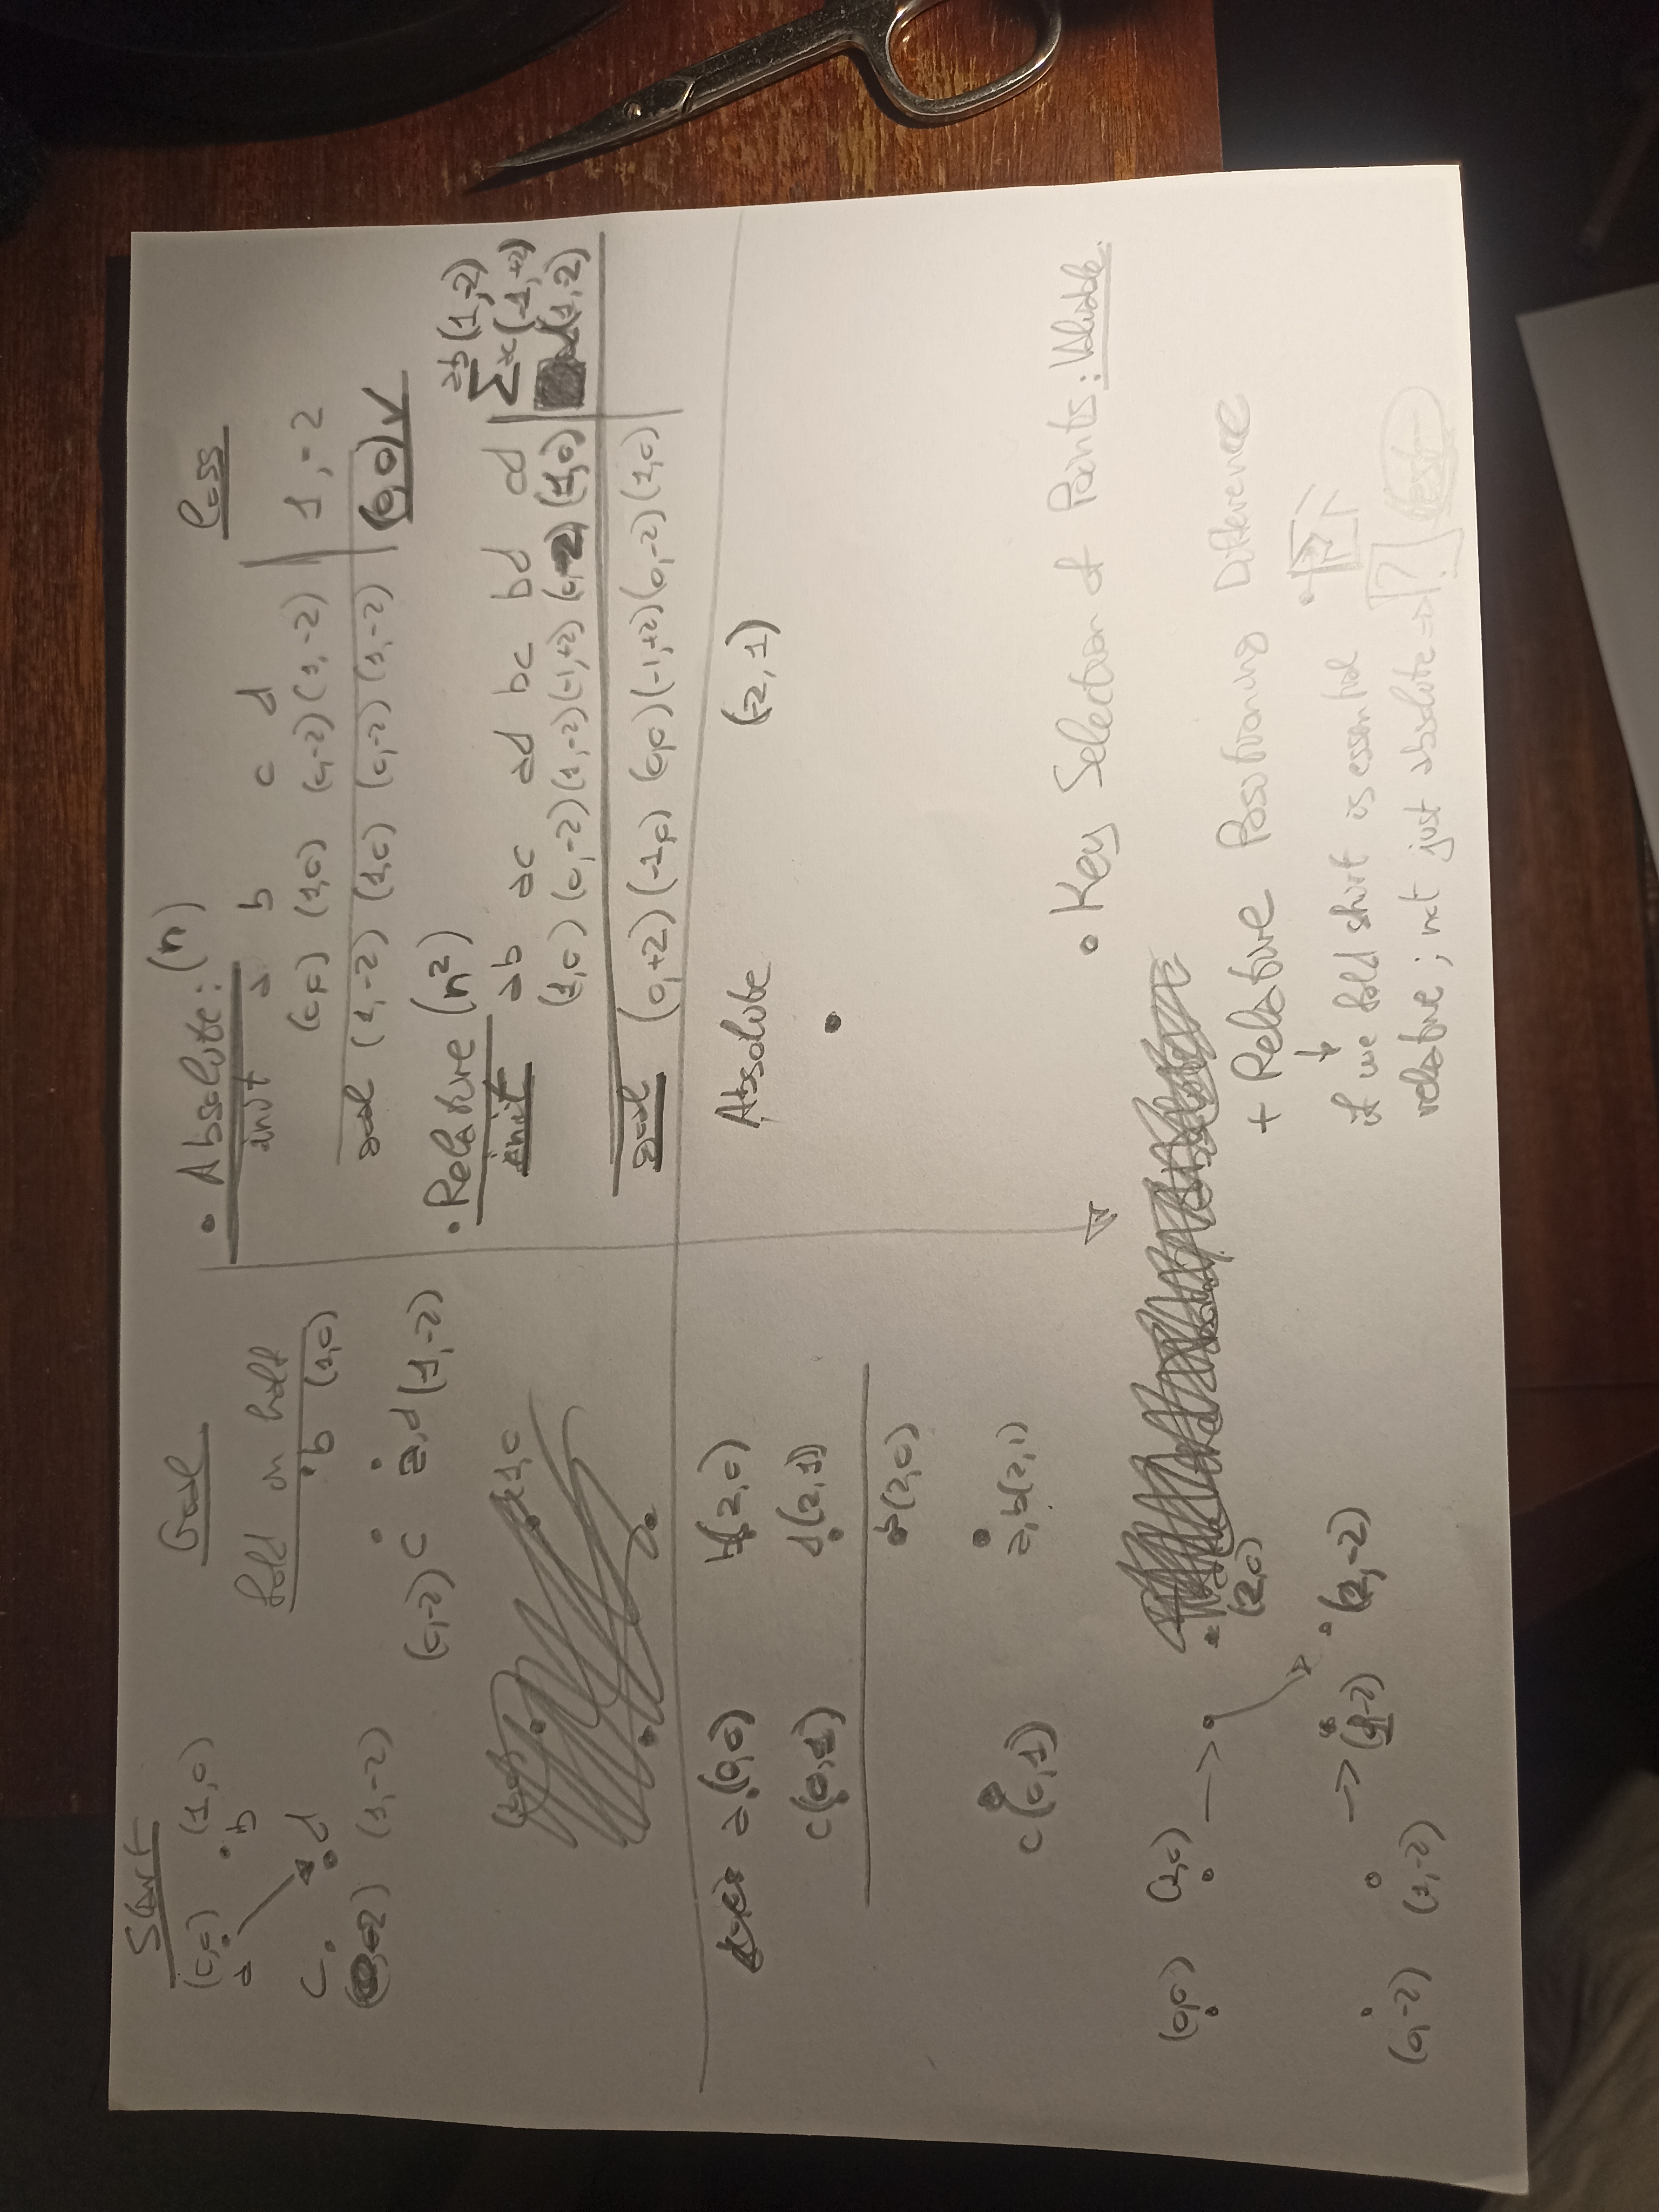 Start
(0,0) (1,0)
a b
c d
(0,-2) (1,-2)
Goal
fold in half
b (1,0)
(0,-2) c a,d (1,-2)
• Absolute: (n) Loss
init a b c d
(0,0) (1,0) (0,-2) (1,-2) 1,-2
goal (1,-2) (1,0) (0,-2) (1,-2) (0,0)
• Relative (n²)
init ab ac ad bc bd cd
(1,0) (0,-2) (1,-2) (-1,+2) (0,-2) (1,0)
Σ (1,-2)
(-1,+2)
(1,-2)
goal (0,+2) (-1,0) (0,0) (-1,+2) (0,-2) (1,0)
a(0,0) b(2,0)
c(0,1) d(2,1)
b(2,0)
c(0,1) a,b(2,1)
Absolute (2,1)
• Key Selection of Points: Valuable.
(0,0) (1,0) → (2,0)
(0,-2) (1,-2) → (2,-2)
+ Relative Positioning Difference
if we fold shirt is essential
relative ; not just absolute => ? test